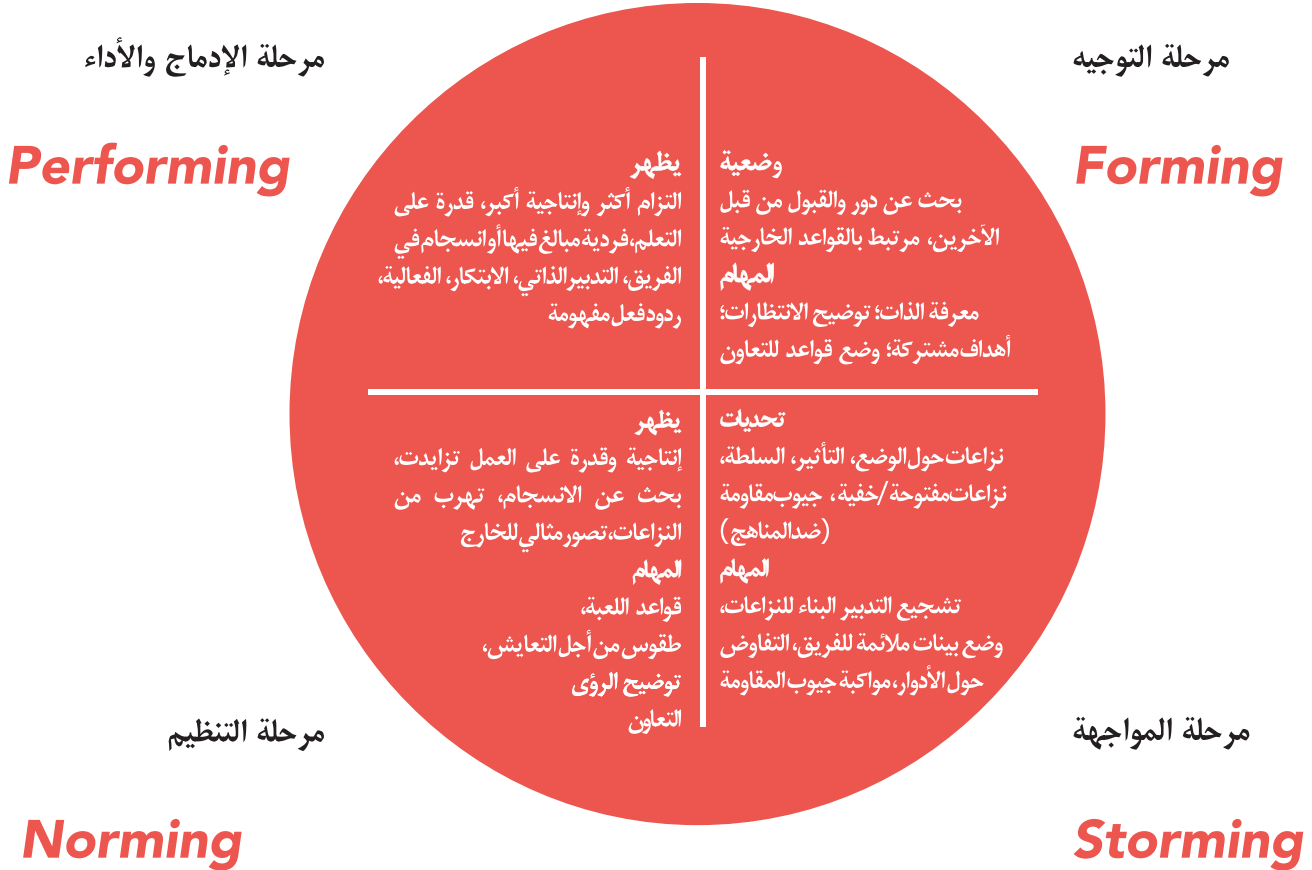 مرحلة التوجيه
Forming
وضعية
بحث عن دور والقبول من قبل
الآخرين، مرتبط بالقواعد الخارجية
المهام
معرفة الذات؛ توضيح الانتظارات؛
أهداف مشتركة؛ وضع قواعد للتعاون
مرحلة المواجهة
Storming
تحديات
نزاعات حول الوضع، التأثير، السلطة،
نزاعات مفتوحة/خفية، جيوب مقاومة
(ضد المناهج)
المهام
تشجيع التدبير البناء للنزاعات،
وضع بينات ملائمة للفريق، التفاوض
حول الأدوار، مواكبة جيوب المقاومة
مرحلة التنظيم
Norming
يظهر
إنتاجية وقدرة على العمل تزايدت،
بحث عن الانسجام، تهرب من
النزاعات، تصور مثالي للخارج
المهام
قواعد اللعبة،
طقوس من أجل التعايش،
توضيح الرؤى
التعاون
مرحلة الإدماج والأداء
Performing
يظهر
التزام أكثر وإنتاجية أكبر، قدرة على
التعلم، فردية مبالغ فيها أو انسجام في
الفريق، التدبير الذاتي، الابتكار، الفعالية،
ردود فعل مفهومة